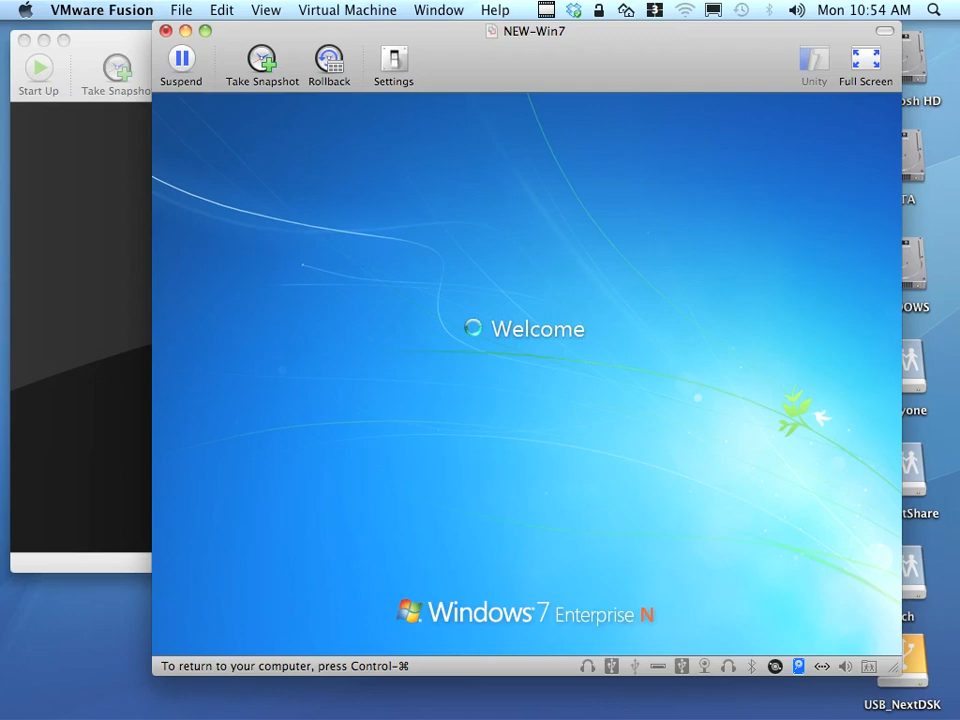 VMware Fusion File Edit View Virtual Machine Window Help 3 Mon 10:54 AM
NEW-Win7
Start Up Take Snapsho
Suspend Take Snapshot Rollback Settings Unity Full Screen
osh HD
TA
OWS
Welcome
yone
tShare
Windows 7 Enterprise N
ch
To return to your computer, press Control-⌘
USB_NextDSK